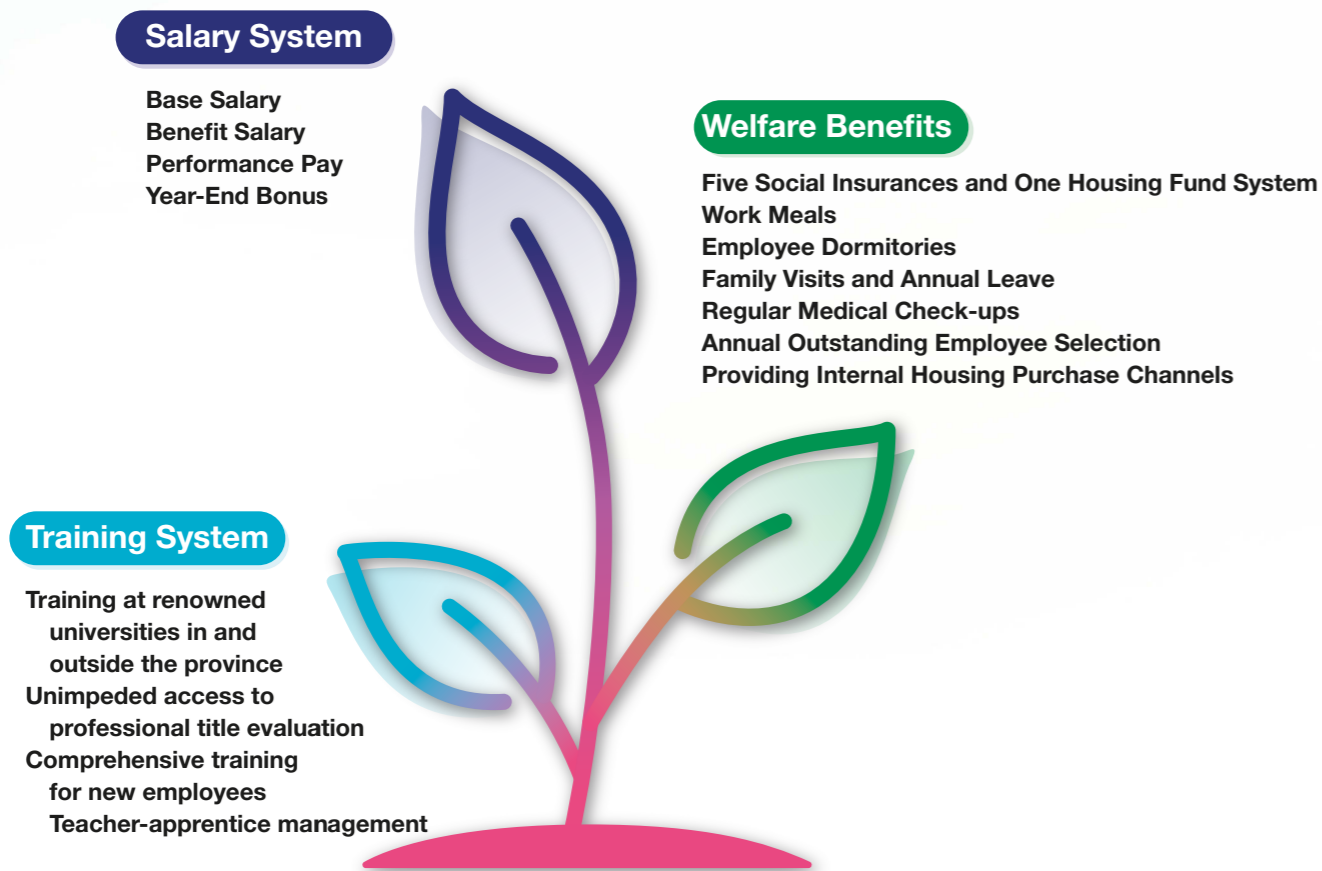 Salary System
Base Salary
Benefit Salary
Performance Pay
Year-End Bonus
Welfare Benefits
Five Social Insurances and One Housing Fund System
Work Meals
Employee Dormitories
Family Visits and Annual Leave
Regular Medical Check-ups
Annual Outstanding Employee Selection
Providing Internal Housing Purchase Channels
Training System
Training at renowned
universities in and
outside the province
Unimpeded access to
professional title evaluation
Comprehensive training
for new employees
Teacher-apprentice management